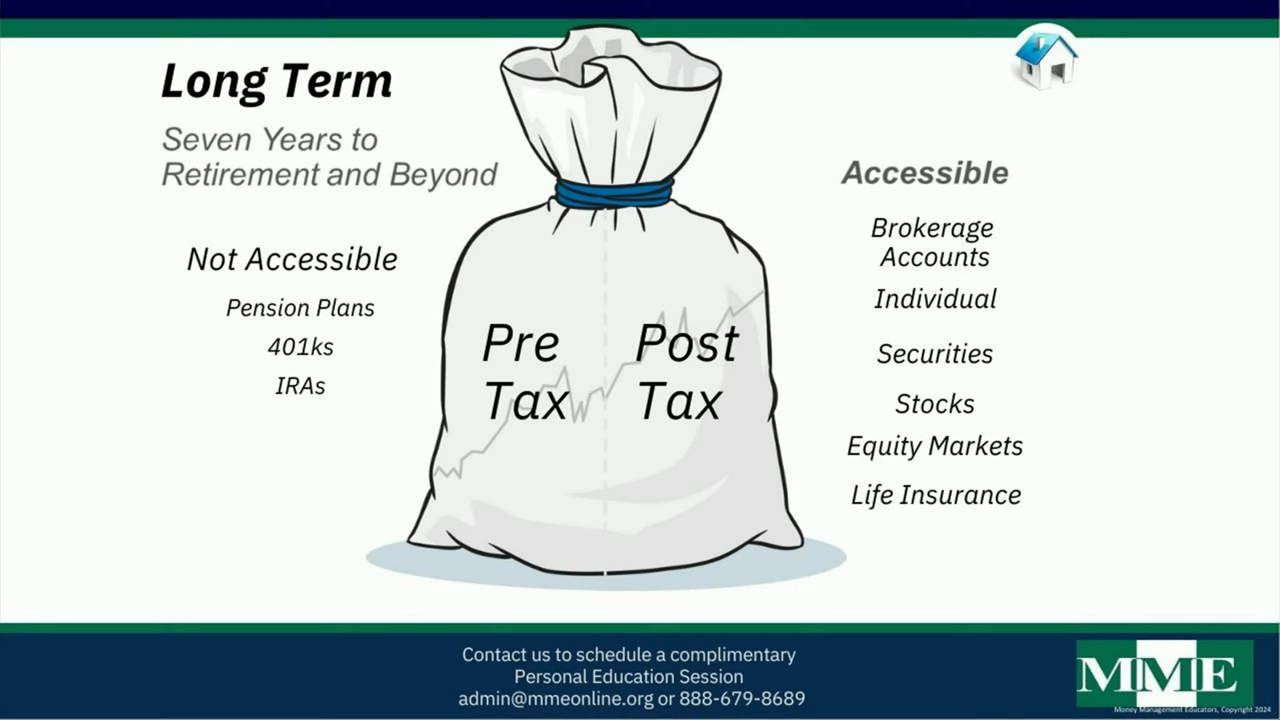 Long Term
Seven Years to
Retirement and Beyond
Not Accessible
Pension Plans
401ks
IRAs
Pre
Tax
Post
Tax
Accessible
Brokerage
Accounts
Individual
Securities
Stocks
Equity Markets
Life Insurance
Contact us to schedule a complimentary
Personal Education Session
admin@mmeonline.org or 888-679-8689
MME
Money Management Educators, Copyright 2024